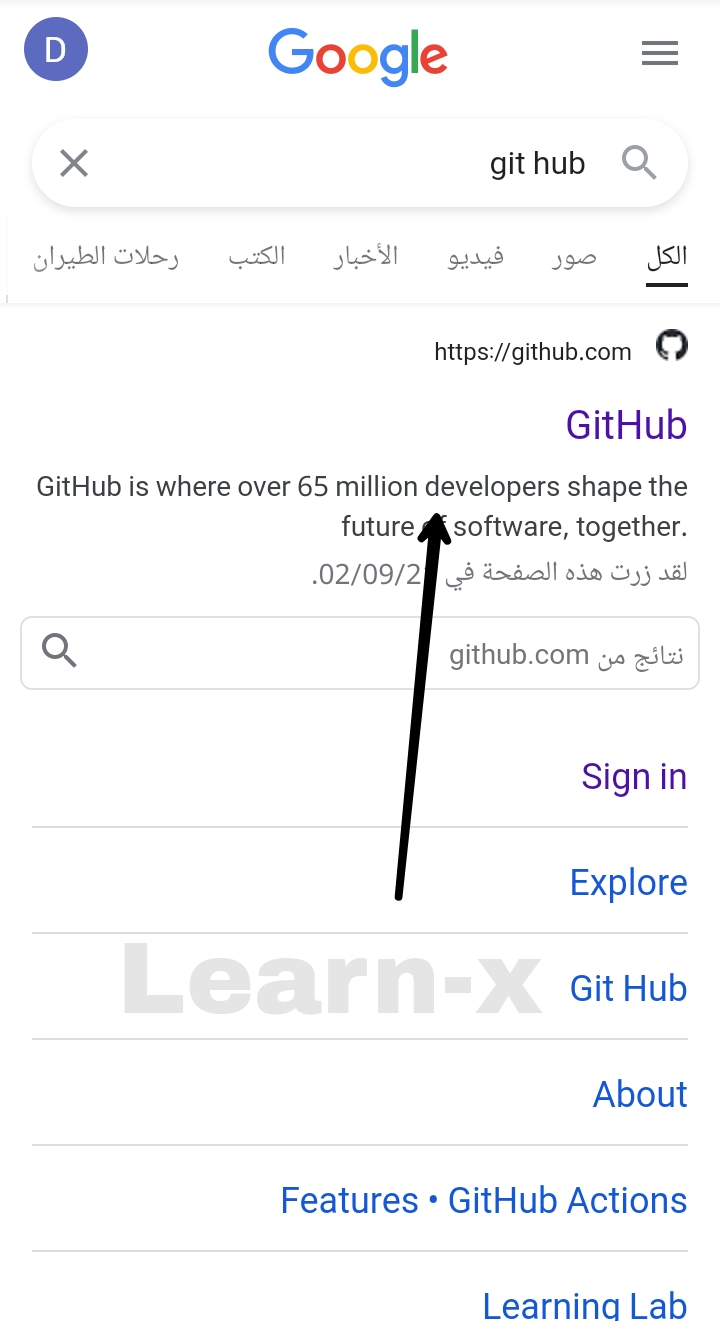 D
Google
git hub
الكل صور فيديو الأخبار الكتب رحلات الطيران
https://github.com
GitHub
GitHub is where over 65 million developers shape the
future of software, together.
لقد زرت هذه الصفحة في 02/09/2.
نتائج من github.com
Sign in
Explore
Learn-x
Git Hub
About
Features • GitHub Actions
Learning Lab